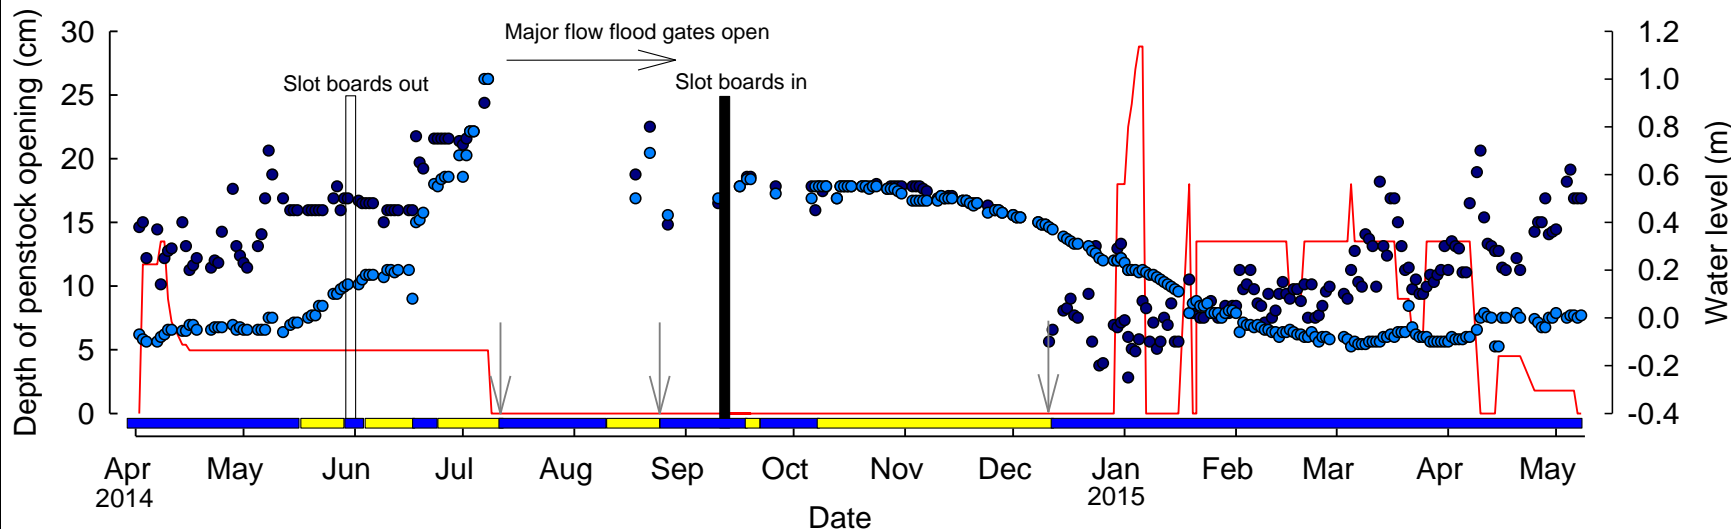 Depth of penstock opening (cm)
30
25
20
15
10
5
0
Major flow flood gates open
Slot boards out
Slot boards in
1.2
1.0
0.8
0.6
0.4
0.2
0.0
-0.2
-0.4
Water level (m)
Apr May Jun Jul Aug Sep Oct Nov Dec Jan Feb Mar Apr May
2014 2015
Date